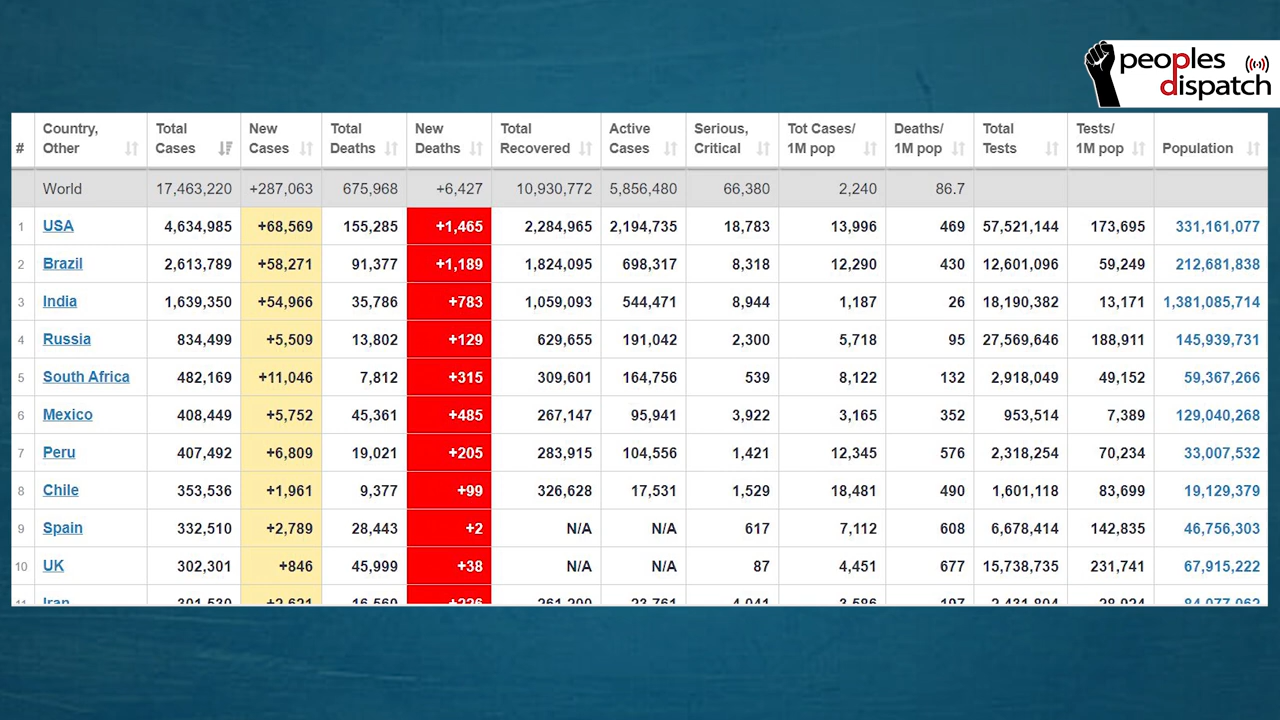 peoples
dispatch
# Country, Other Total Cases New Cases Total Deaths New Deaths Total Recovered Active Cases Serious, Critical Tot Cases/ 1M pop Deaths/ 1M pop Total Tests Tests/ 1M pop Population
World 17,463,220 +287,063 675,968 +6,427 10,930,772 5,856,480 66,380 2,240 86.7
1 USA 4,634,985 +68,569 155,285 +1,465 2,284,965 2,194,735 18,783 13,996 469 57,521,144 173,695 331,161,077
2 Brazil 2,613,789 +58,271 91,377 +1,189 1,824,095 698,317 8,318 12,290 430 12,601,096 59,249 212,681,838
3 India 1,639,350 +54,966 35,786 +783 1,059,093 544,471 8,944 1,187 26 18,190,382 13,171 1,381,085,714
4 Russia 834,499 +5,509 13,802 +129 629,655 191,042 2,300 5,718 95 27,569,646 188,911 145,939,731
5 South Africa 482,169 +11,046 7,812 +315 309,601 164,756 539 8,122 132 2,918,049 49,152 59,367,266
6 Mexico 408,449 +5,752 45,361 +485 267,147 95,941 3,922 3,165 352 953,514 7,389 129,040,268
7 Peru 407,492 +6,809 19,021 +205 283,915 104,556 1,421 12,345 576 2,318,254 70,234 33,007,532
8 Chile 353,536 +1,961 9,377 +99 326,628 17,531 1,529 18,481 490 1,601,118 83,699 19,129,379
9 Spain 332,510 +2,789 28,443 +2 N/A N/A 617 7,112 608 6,678,414 142,835 46,756,303
10 UK 302,301 +846 45,999 +38 N/A N/A 87 4,451 677 15,738,735 231,741 67,915,222
11 Iran